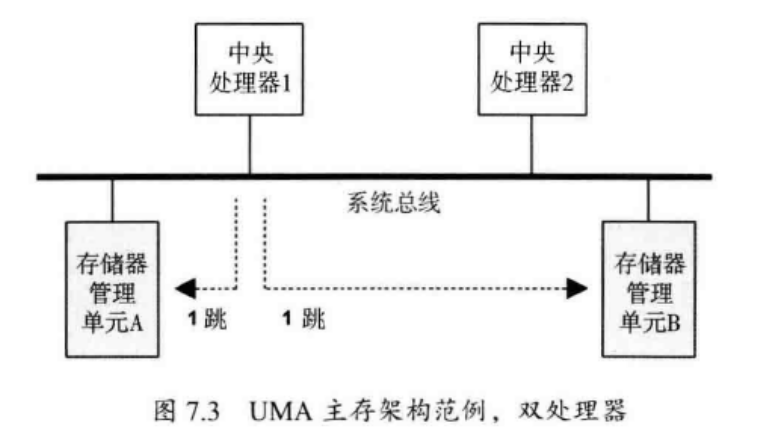 中央
处理器1
中央
处理器2
系统总线
存储器
管理
单元A
1 跳
1 跳
存储器
管理
单元B
图 7.3 UMA 主存架构范例，双处理器